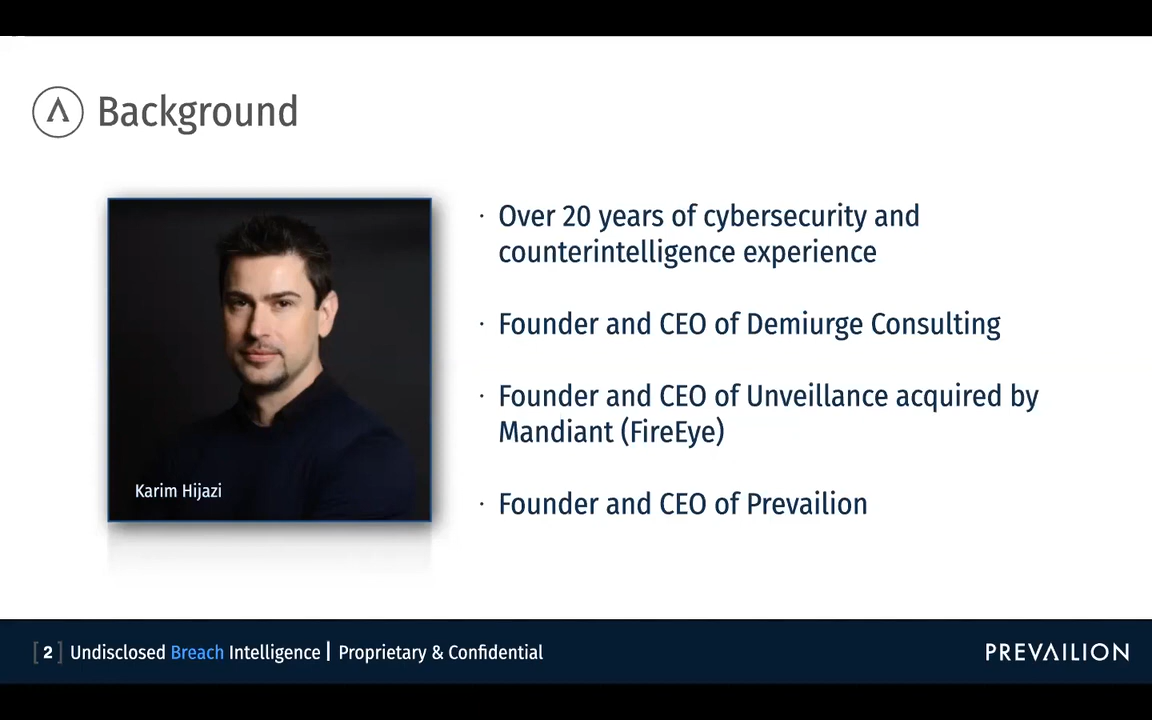 Background
· Over 20 years of cybersecurity and
counterintelligence experience
· Founder and CEO of Demiurge Consulting
· Founder and CEO of Unveillance acquired by
Mandiant (FireEye)
· Founder and CEO of Prevailion
Karim Hijazi
[ 2 ] Undisclosed Breach Intelligence | Proprietary & Confidential
PREVAILION